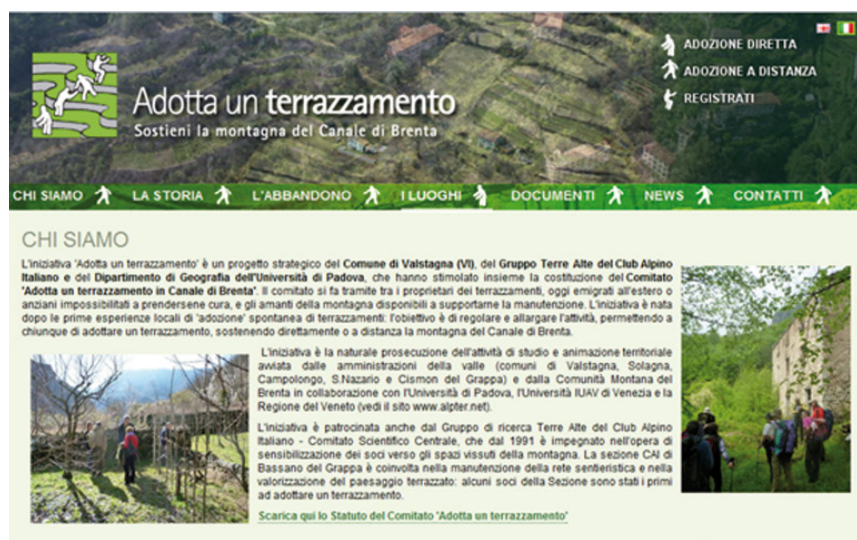 ADOZIONE DIRETTA
ADOZIONE A DISTANZA
REGISTRATI
Adotta un terrazzamento
Sostieni la montagna del Canale di Brenta
CHI SIAMO LA STORIA L'ABBANDONO I LUOGHI DOCUMENTI NEWS CONTATTI
CHI SIAMO
L'iniziativa 'Adotta un terrazzamento' è un progetto strategico del Comune di Valstagna (VI), del Gruppo Terre Alte del Club Alpino
Italiano e del Dipartimento di Geografia dell'Università di Padova, che hanno stimolato insieme la costituzione del Comitato
'Adotta un terrazzamento in Canale di Brenta'. Il comitato si fa tramite tra i proprietari dei terrazzamenti, oggi emigrati all'estero o
anziani impossibilitati a prendersene cura, e gli amanti della montagna disponibili a supportarne la manutenzione. L'iniziativa è nata
dopo le prime esperienze locali di 'adozione' spontanea di terrazzamenti: l'obiettivo è di regolare e allargare l'attività, permettendo a
chiunque di adottare un terrazzamento, sostenendo direttamente o a distanza la montagna del Canale di Brenta.
L'iniziativa è la naturale prosecuzione dell'attività di studio e animazione territoriale
avviata dalle amministrazioni della valle (comuni di Valstagna, Solagna,
Campolongo, S.Nazario e Cismon del Grappa) e dalla Comunità Montana del
Brenta in collaborazione con l'Università di Padova, l'Università IUAV di Venezia e la
Regione del Veneto (vedi il sito www.alpter.net).
L'iniziativa è patrocinata anche dal Gruppo di ricerca Terre Alte del Club Alpino
Italiano - Comitato Scientifico Centrale, che dal 1991 è impegnato nell'opera di
sensibilizzazione dei soci verso gli spazi vissuti della montagna. La sezione CAI di
Bassano del Grappa è coinvolta nella manutenzione della rete sentieristica e nella
valorizzazione del paesaggio terrazzato: alcuni soci della Sezione sono stati i primi
ad adottare un terrazzamento.
Scarica qui lo Statuto del Comitato 'Adotta un terrazzamento'